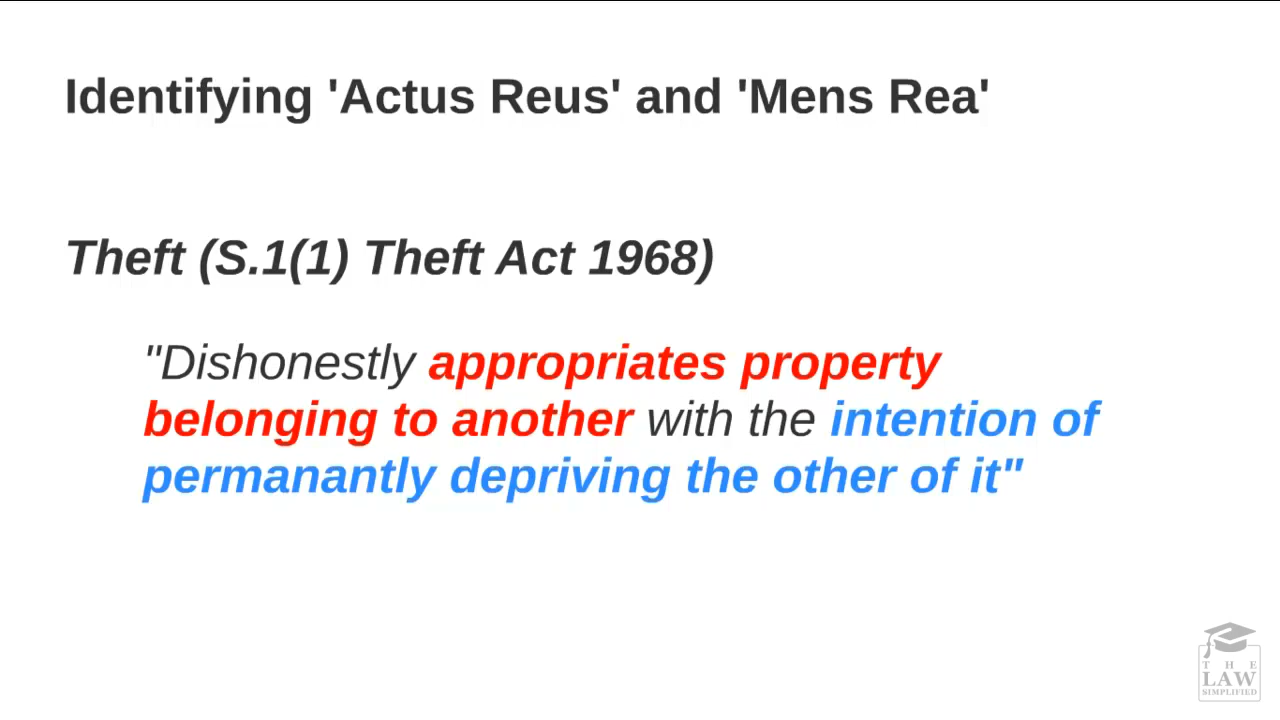 Identifying 'Actus Reus' and 'Mens Rea'
Theft (S.1(1) Theft Act 1968)
"Dishonestly appropriates property
belonging to another with the intention of
permanantly depriving the other of it"
THE
LAW
SIMPLIFIED